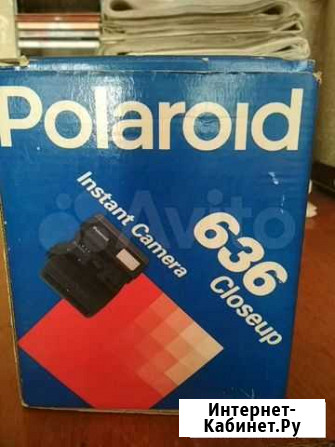 Polaroid
Instant Camera
636
Closeup
Avito
Интернет-
Кабинет.Ру